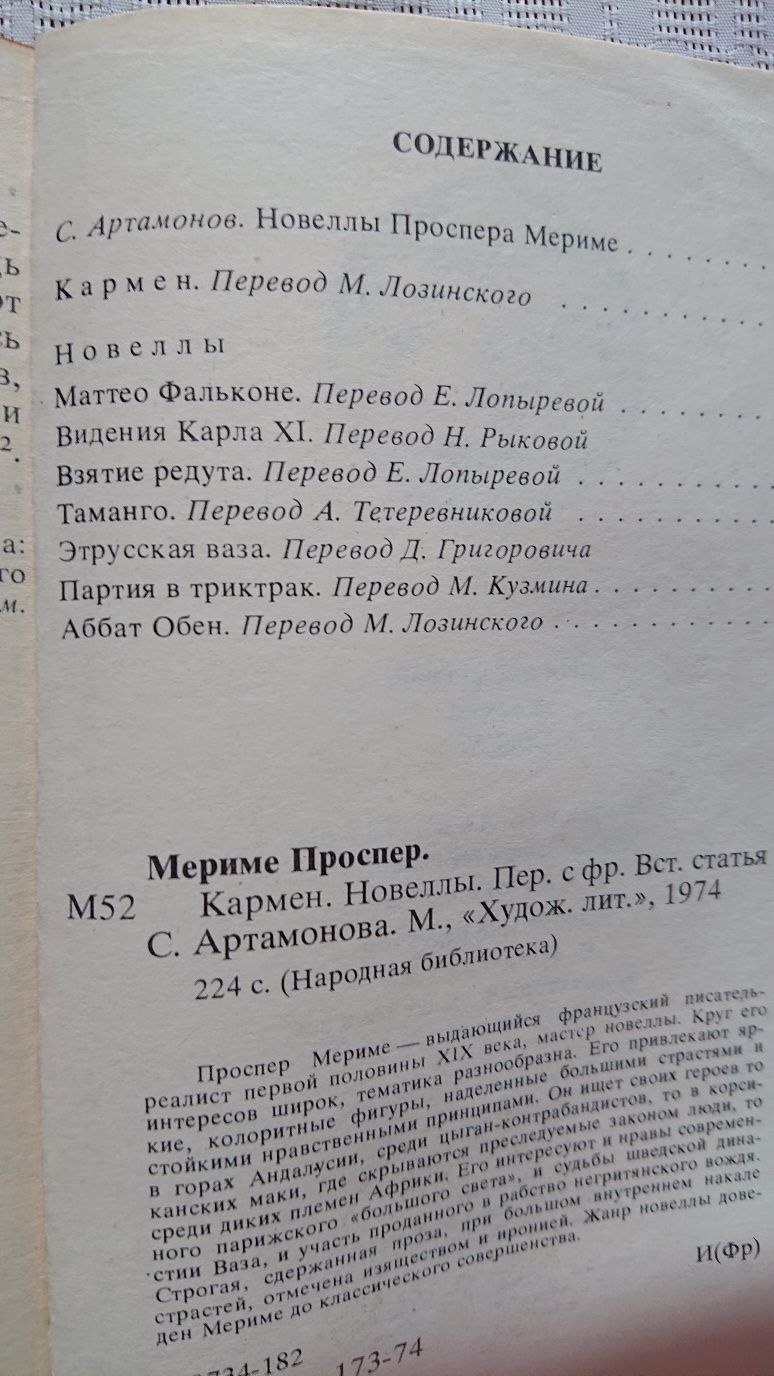 е-
ь
от
сь
в,
и
2.
а:
го
м.
СОДЕРЖАНИЕ
С. Артамонов. Новеллы Проспера Мериме . . . . . . . .
Кармен. Перевод М. Лозинского . . . . . . . . . .
Новеллы
Маттео Фальконе. Перевод Е. Лопыревой . . . . . . . .
Видения Карла XI. Перевод Н. Рыковой
Взятие редута. Перевод Е. Лопыревой . . . . . . . . . .
Таманго. Перевод А. Тетеревниковой . . . . . . . . . .
Этрусская ваза. Перевод Д. Григоровича
Партия в триктрак. Перевод М. Кузмина . . . . . . . . .
Аббат Обен. Перевод М. Лозинского . . . . . . . . . . .
Мериме Проспер.
М52 Кармен. Новеллы. Пер. с фр. Вст. статья
С. Артамонова. М., «Худож. лит.», 1974
224 с. (Народная библиотека)
Проспер Мериме — выдающийся французский писатель-
реалист первой половины XIX века, мастер новеллы. Круг его
интересов широк, тематика разнообразна. Его привлекают яр-
кие, колоритные фигуры, наделенные большими страстями и
стойкими нравственными принципами. Он ищет своих героев то
в горах Андалусии, среди цыган-контрабандистов, то в корси-
канских маки, где скрываются преследуемые законом люди, то
среди диких племен Африки. Его интересуют и нравы современ-
ного парижского «большого света», и судьбы шведской дина-
стии Ваза, и участь проданного в рабство негритянского вождя.
Строгая, сдержанная проза, при большом внутреннем накале
страстей, отмечена изяществом и иронией. Жанр новеллы дове-
ден Мериме до классического совершенства.
И(Фр)
734-182
173-74